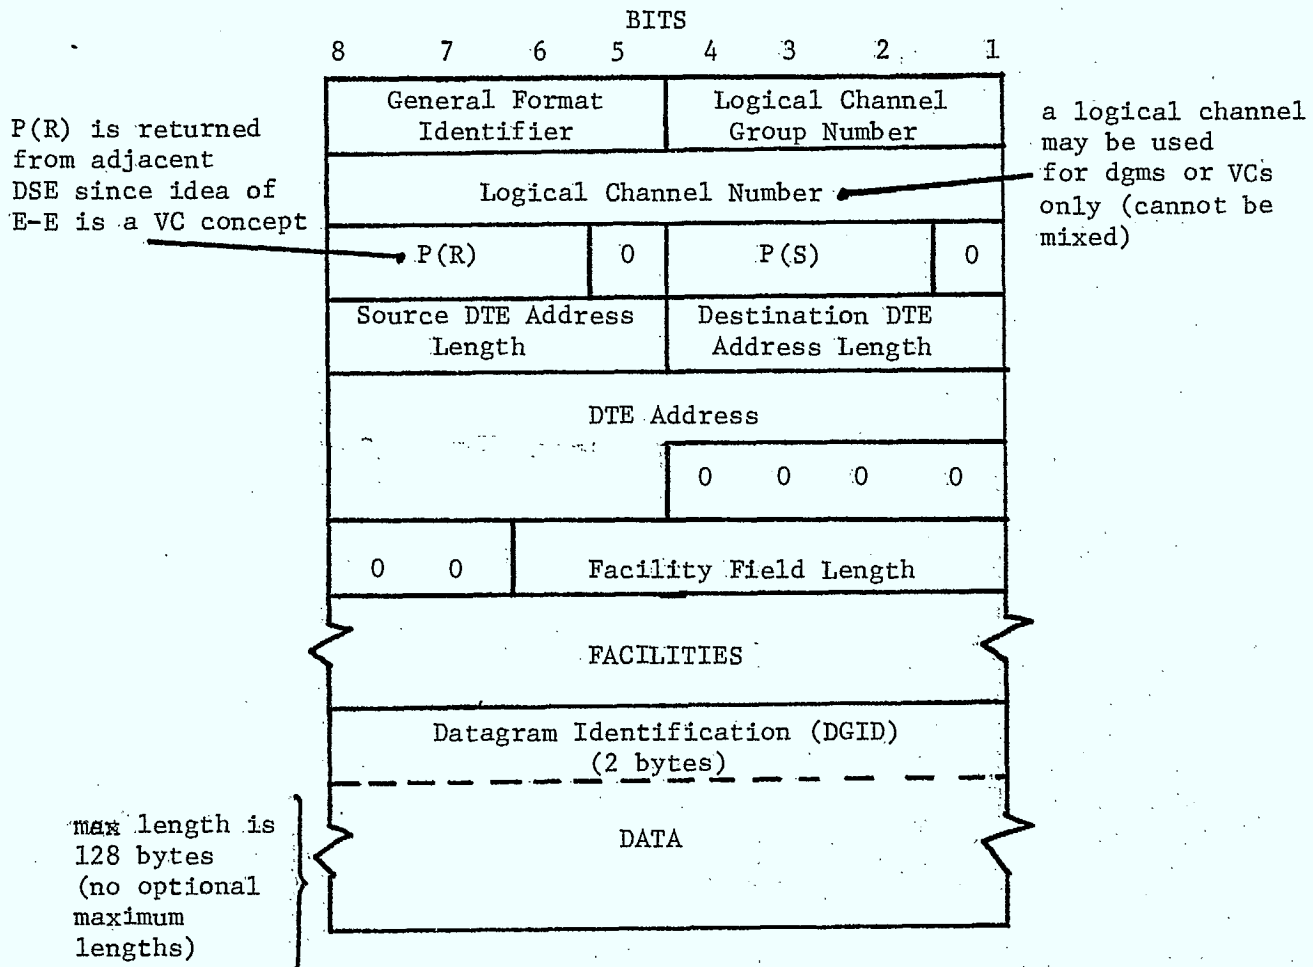 BITS
8 7 6 5 4 3 2 1
General Format
Identifier
Logical Channel
Group Number
P(R) is returned
from adjacent
DSE since idea of
E-E is a VC concept
a logical channel
may be used
for dgms or VCs
only (cannot be
mixed)
Logical Channel Number
P(R) 0 P(S) 0
Source DTE Address
Length
Destination DTE
Address Length
DTE Address
0 0 0 0
0 0 Facility Field Length
FACILITIES
Datagram Identification (DGID)
(2 bytes)
DATA
max length is
128 bytes
(no optional
maximum
lengths)